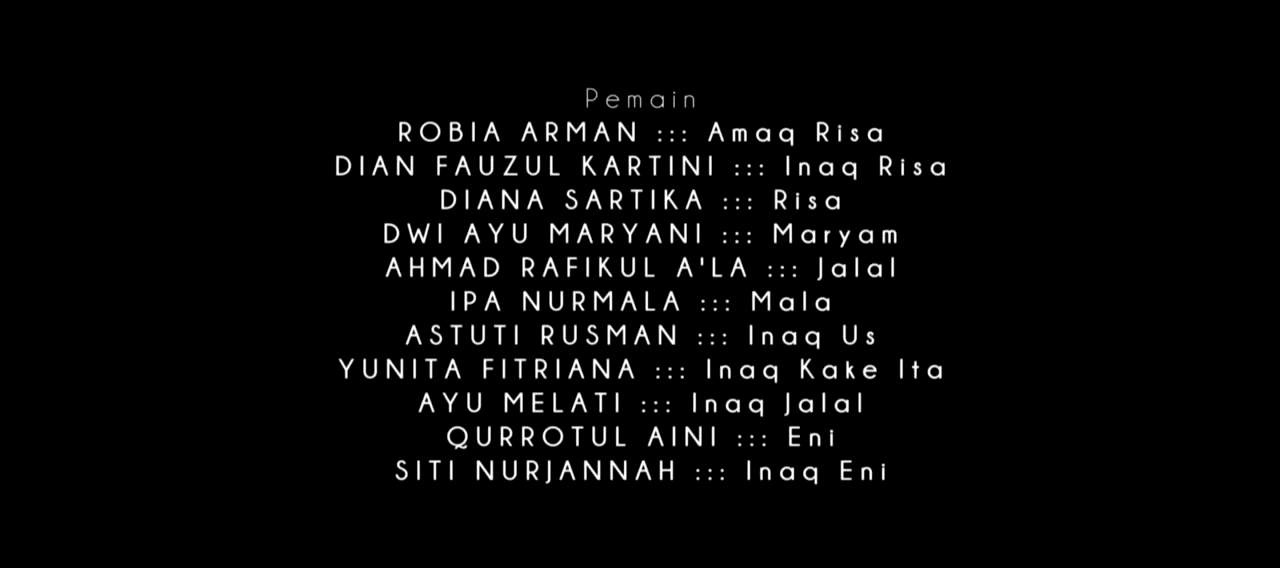 Pemain
ROBIA ARMAN ::: Amaq Risa
DIAN FAUZUL KARTINI ::: Inaq Risa
DIANA SARTIKA ::: Risa
DWI AYU MARYANI ::: Maryam
AHMAD RAFIKUL A'LA ::: Jalal
IPA NURMALA ::: Mala
ASTUTI RUSMAN ::: Inaq Us
YUNITA FITRIANA ::: Inaq Kake Ita
AYU MELATI ::: Inaq Jalal
QURROTUL AINI ::: Eni
SITI NURJANNAH ::: Inaq Eni